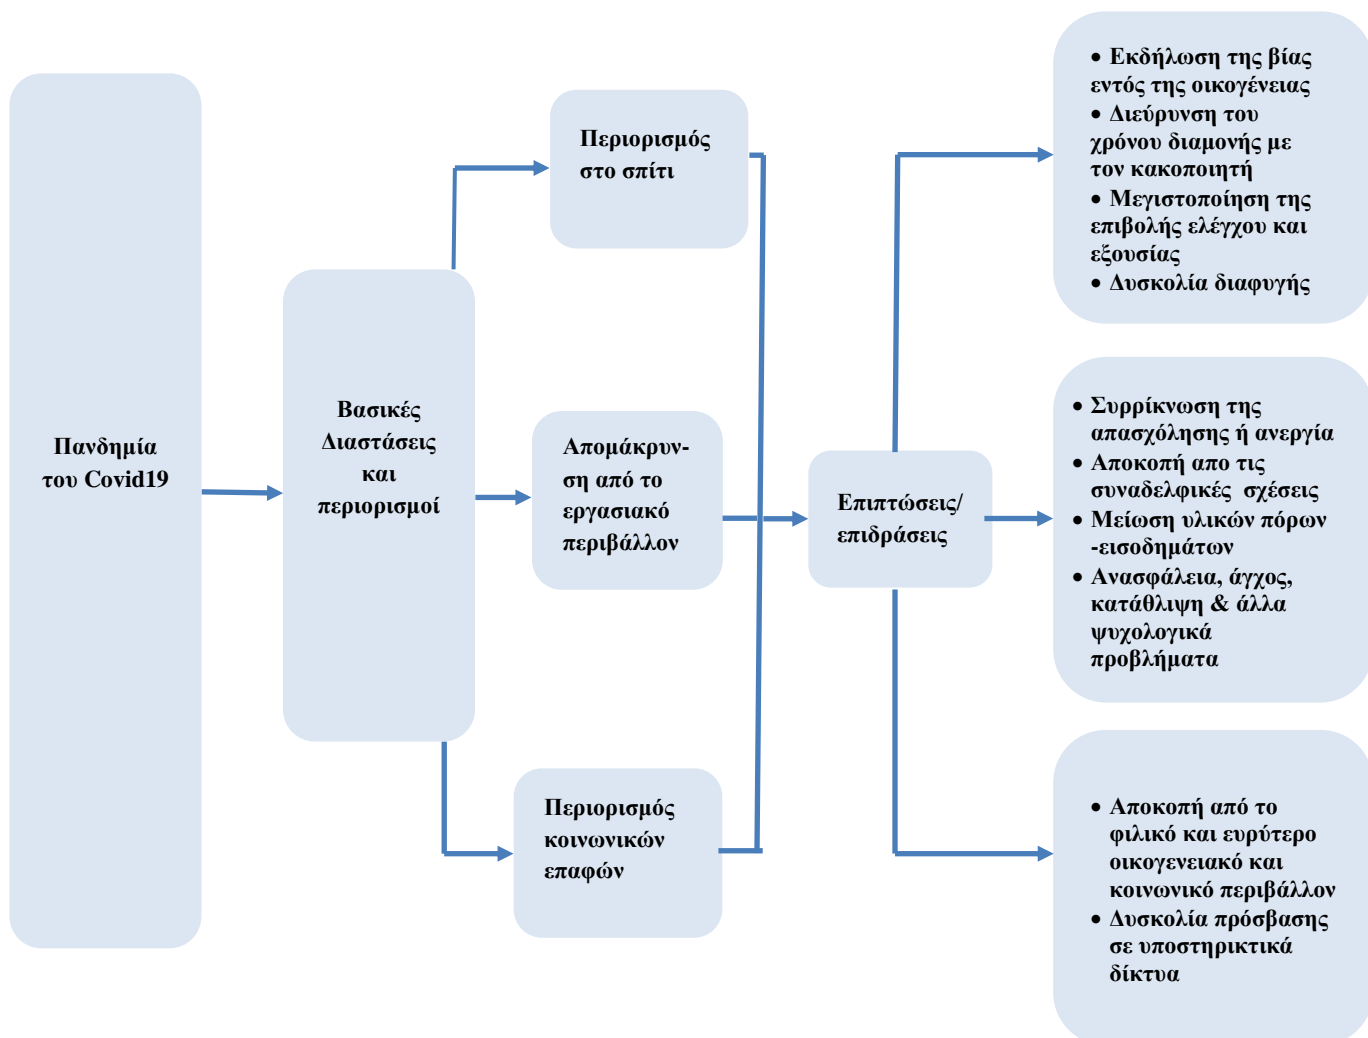 Πανδημία
του Covid19
Βασικές
Διαστάσεις
και
περιορισμοί
Περιορισμός
στο σπίτι
Απομάκρυν-
ση από το
εργασιακό
περιβάλλον
Περιορισμός
κοινωνικών
επαφών
Επιπτώσεις/
επιδράσεις
• Εκδήλωση της βίας
εντός της οικογένειας
• Διεύρυνση του
χρόνου διαμονής με
τον κακοποιητή
• Μεγιστοποίηση της
επιβολής ελέγχου και
εξουσίας
• Δυσκολία διαφυγής
• Συρρίκνωση της
απασχόλησης ή ανεργία
• Αποκοπή απο τις
συναδελφικές σχέσεις
• Μείωση υλικών πόρων
-εισοδημάτων
• Ανασφάλεια, άγχος,
κατάθλιψη & άλλα
ψυχολογικά
προβλήματα
• Αποκοπή από το
φιλικό και ευρύτερο
οικογενειακό και
κοινωνικό περιβάλλον
• Δυσκολία πρόσβασης
σε υποστηρικτικά
δίκτυα